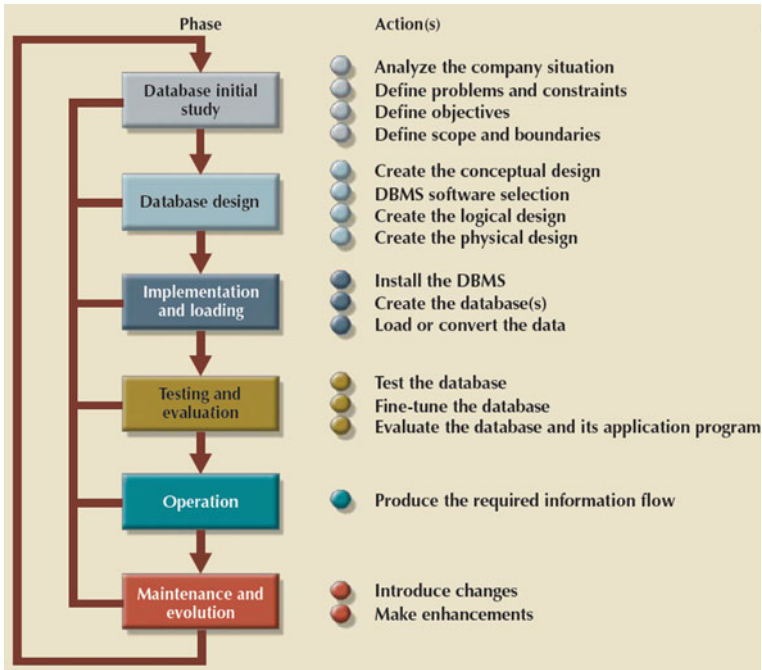 Phase
Action(s)
Database initial
study
Analyze the company situation
Define problems and constraints
Define objectives
Define scope and boundaries
Database design
Create the conceptual design
DBMS software selection
Create the logical design
Create the physical design
Implementation
and loading
Install the DBMS
Create the database(s)
Load or convert the data
Testing and
evaluation
Test the database
Fine-tune the database
Evaluate the database and its application program
Operation
Produce the required information flow
Maintenance and
evolution
Introduce changes
Make enhancements